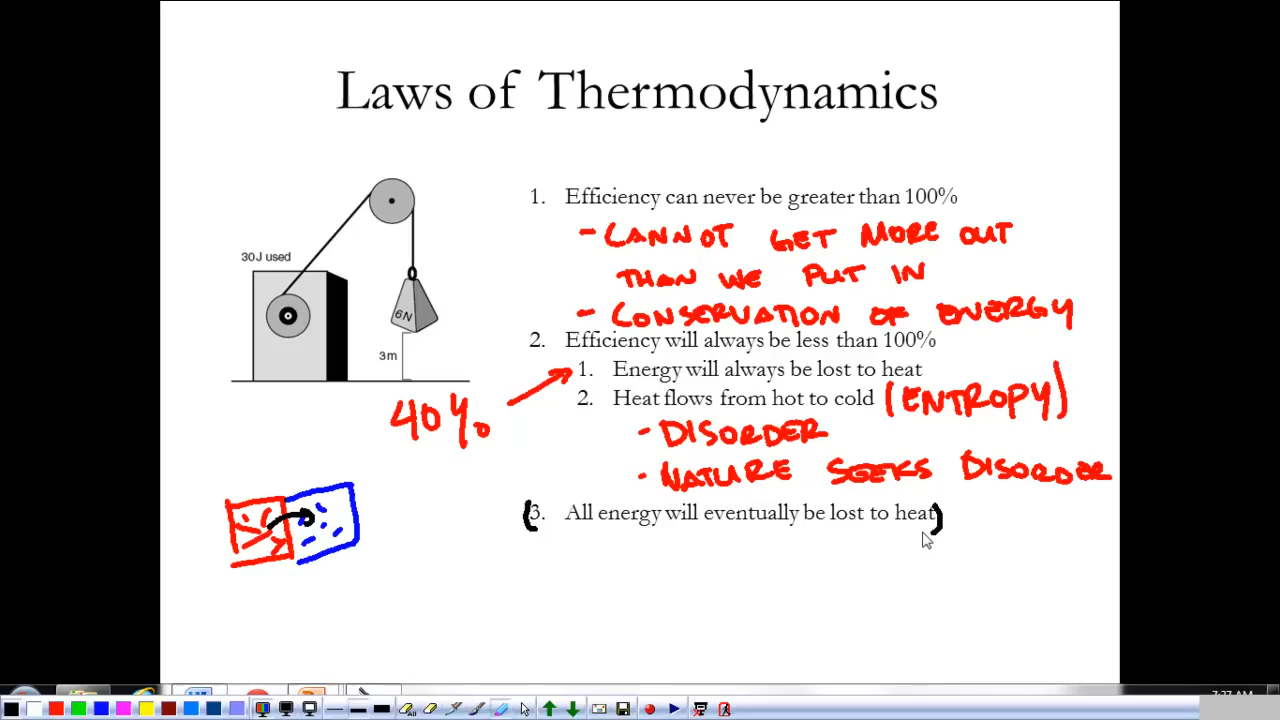 Laws of Thermodynamics
30J used
6N
3m
40%
1. Efficiency can never be greater than 100%
- CANNOT GET MORE OUT
THAN WE PUT IN
- CONSERVATION OF ENERGY
2. Efficiency will always be less than 100%
1. Energy will always be lost to heat
2. Heat flows from hot to cold (ENTROPY)
· DISORDER
· NATURE SEEKS DISORDER
(3. All energy will eventually be lost to heat)